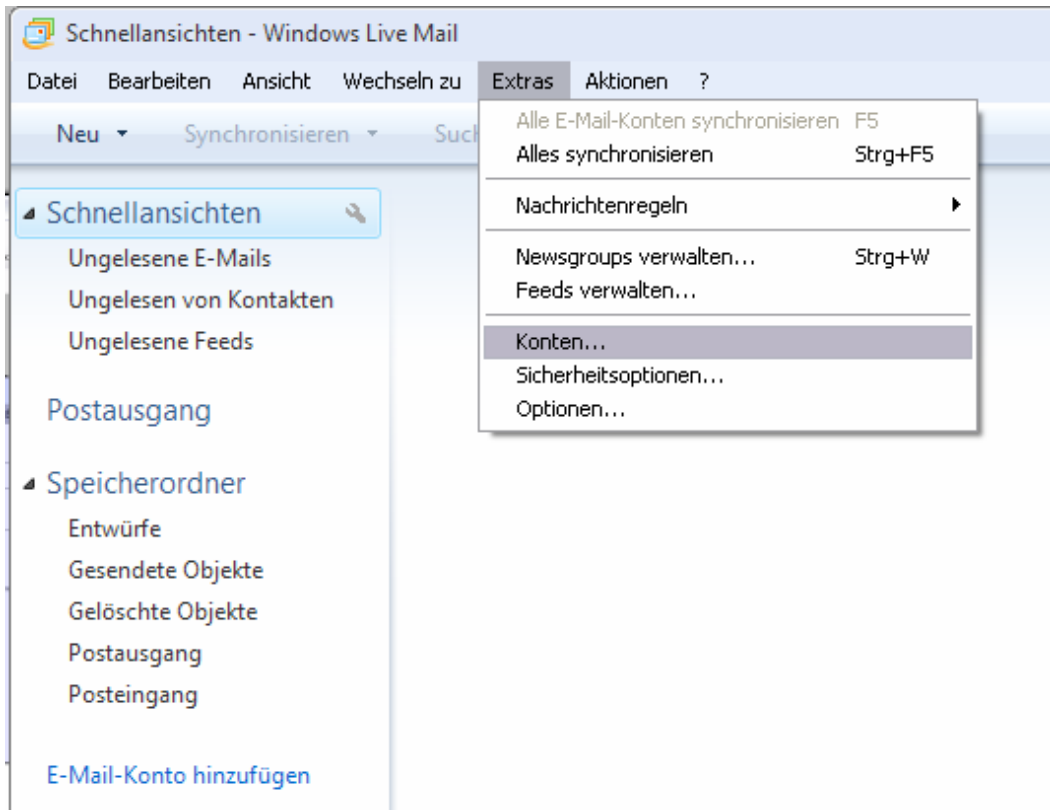 Schnellansichten - Windows Live Mail
Datei Bearbeiten Ansicht Wechseln zu Extras Aktionen ?
Neu Synchronisieren
Alle E-Mail-Konten synchronisieren F5
Alles synchronisieren Strg+F5
Nachrichtenregeln
Newsgroups verwalten... Strg+W
Feeds verwalten...
Konten...
Sicherheitsoptionen...
Optionen...
Schnellansichten
Ungelesene E-Mails
Ungelesen von Kontakten
Ungelesene Feeds
Postausgang
Speicherordner
Entwürfe
Gesendete Objekte
Gelöschte Objekte
Postausgang
Posteingang
E-Mail-Konto hinzufügen